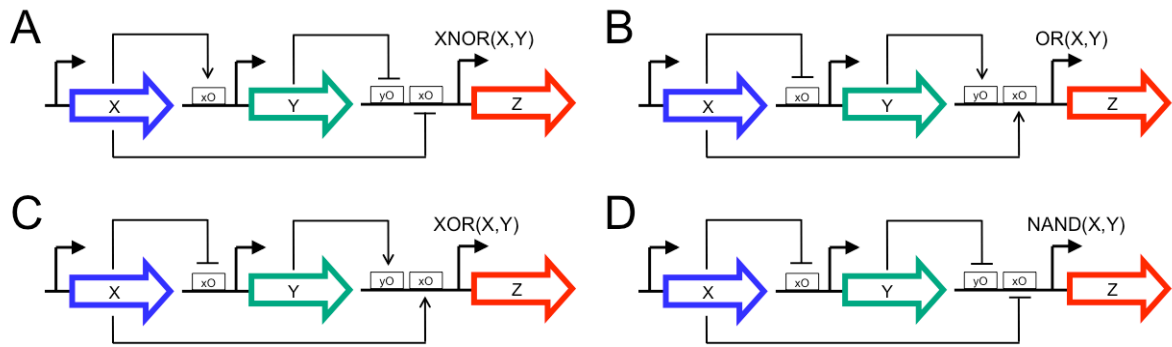 A
XNOR(X,Y)
X
xO
Y
yO
xO
Z
B
OR(X,Y)
X
xO
Y
yO
xO
Z
C
XOR(X,Y)
X
xO
Y
yO
xO
Z
D
NAND(X,Y)
X
xO
Y
yO
xO
Z